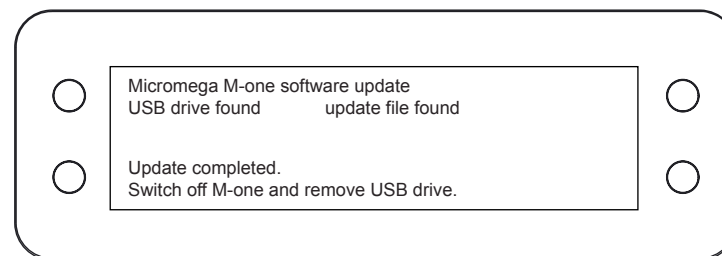 Micromega M-one software update
USB drive found update file found
Update completed.
Switch off M-one and remove USB drive.